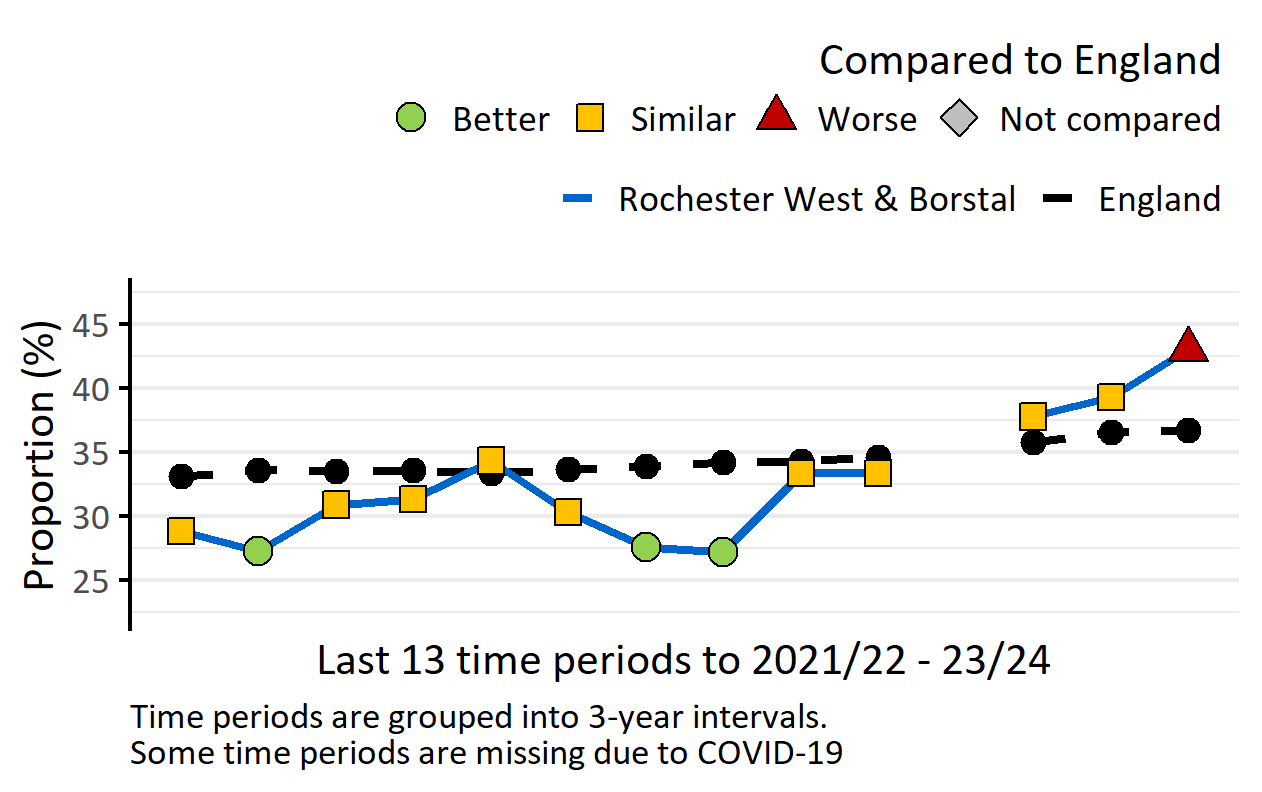 Compared to England
Better Similar Worse Not compared
Rochester West & Borstal England
Proportion (%)
45
40
35
30
25
Last 13 time periods to 2021/22 - 23/24
Time periods are grouped into 3-year intervals.
Some time periods are missing due to COVID-19